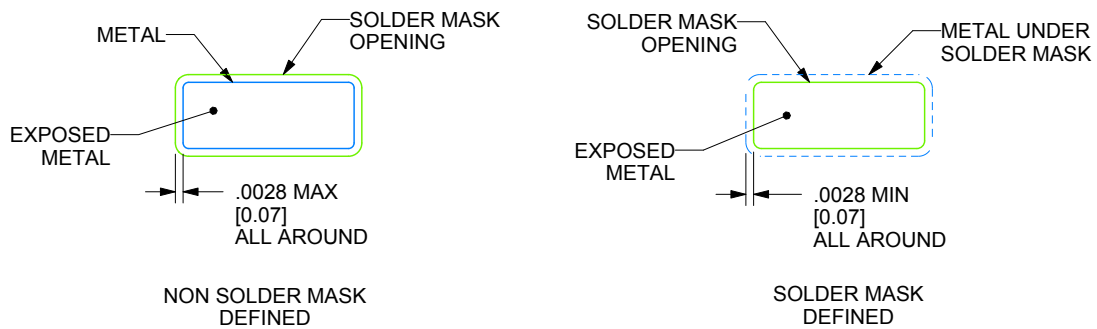 METAL
SOLDER MASK
OPENING
EXPOSED
METAL
.0028 MAX
[0.07]
ALL AROUND
NON SOLDER MASK
DEFINED
SOLDER MASK
OPENING
METAL UNDER
SOLDER MASK
EXPOSED
METAL
.0028 MIN
[0.07]
ALL AROUND
SOLDER MASK
DEFINED